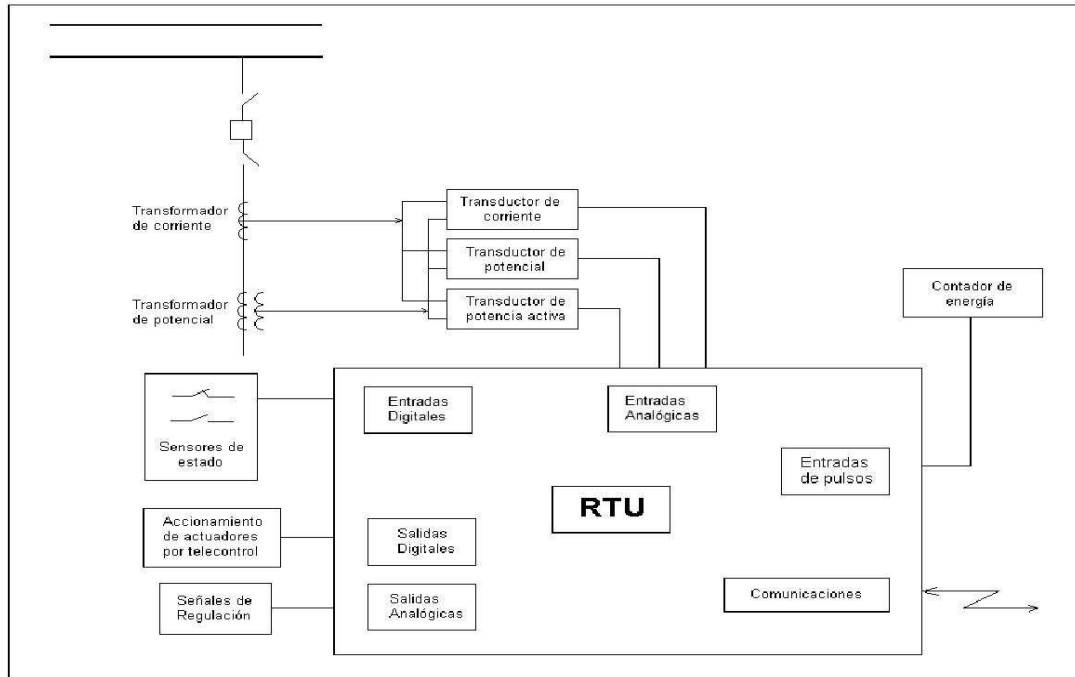 Transformador
de corriente
Transductor de
corriente
Transductor de
potencial
Transformador
de potencial
Transductor de
potencia activa
Contador de
energía
Sensores de
estado
Entradas
Digitales
Entradas
Analógicas
Entradas
de pulsos
RTU
Accionamiento
de actuadores
por telecontrol
Salidas
Digitales
Señales de
Regulación
Salidas
Analógicas
Comunicaciones